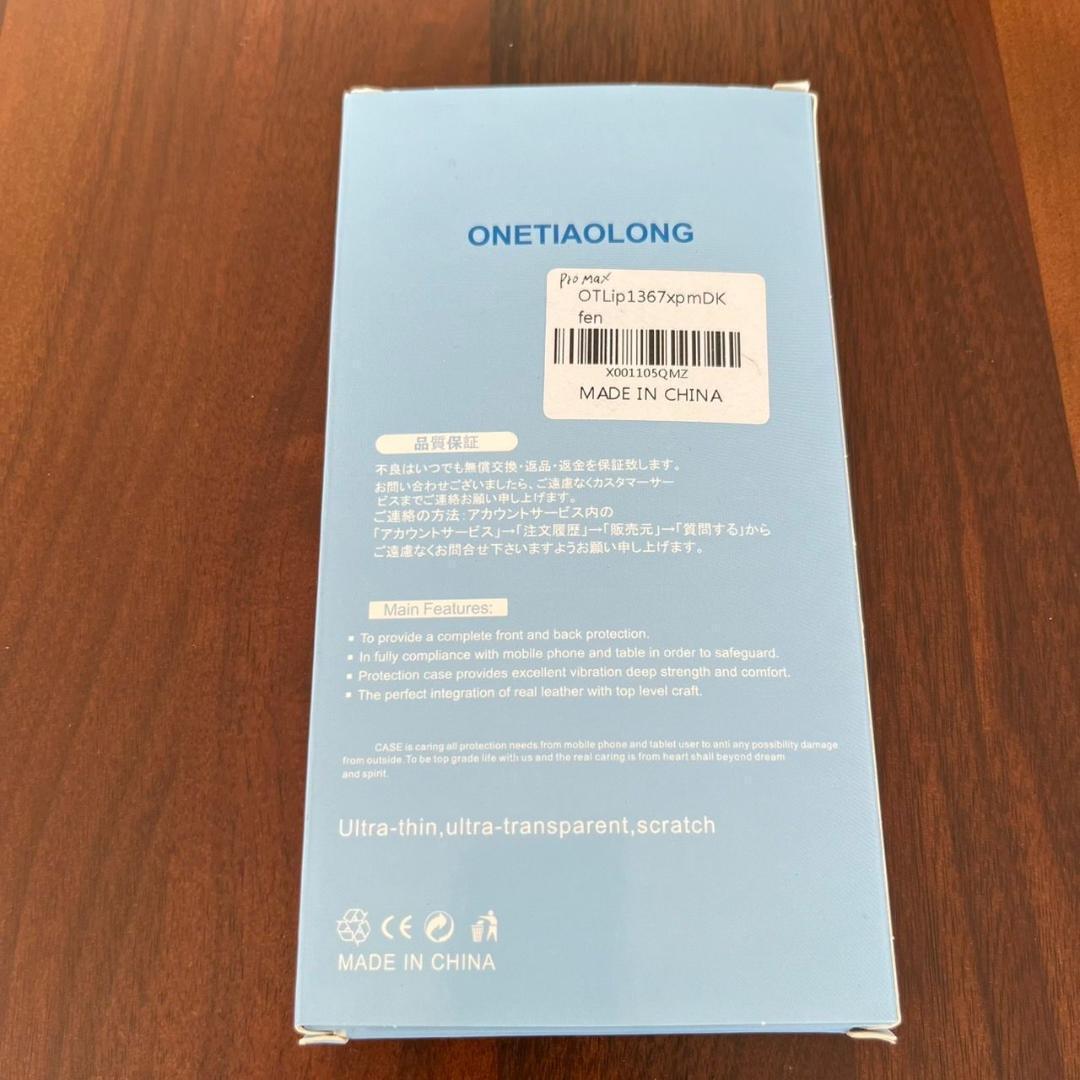 ONETIAOLONG
Pro Max
OTLip1367xpmDK
fen
X001105QMZ
MADE IN CHINA
品質保証
不良はいつでも無償交換・返品・返金を保証致します。
お問い合わせございましたら、ご遠慮なくカスタマーサー
ビスまでご連絡お願い申し上げます。
ご連絡の方法：アカウントサービス内の
「アカウントサービス」→「注文履歴」→「販売元」→「質問する」から
ご遠慮なくお問合せ下さいますようお願い申し上げます。
Main Features:
▪ To provide a complete front and back protection.
▪ In fully compliance with mobile phone and table in order to safeguard.
▪ Protection case provides excellent vibration deep strength and comfort.
▪ The perfect integration of real leather with top level craft.
CASE is caring all protection needs from mobile phone and tablet user to anti any possibility damage
from outside.To be top grade life with us and the real caring is from heart shall beyond dream
and spirit.
Ultra-thin,ultra-transparent,scratch
CE
MADE IN CHINA